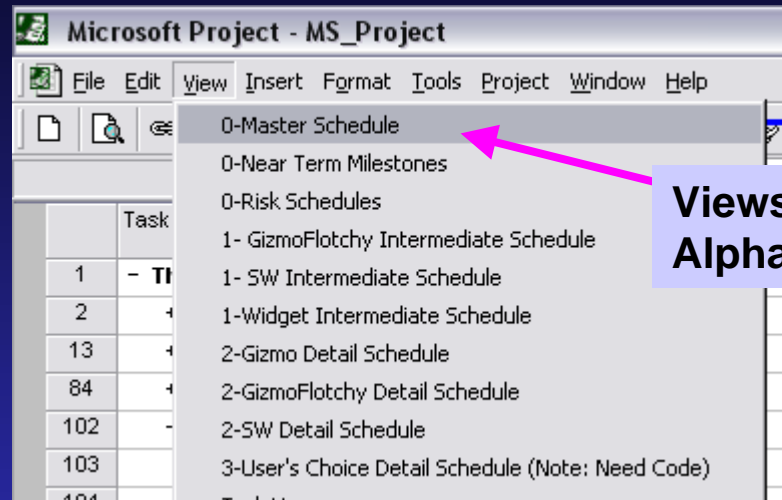 Microsoft Project - MS_Project
File Edit View Insert Format Tools Project Window Help
0-Master Schedule
0-Near Term Milestones
0-Risk Schedules
Views
Alpha
Task
1- GizmoFlotchy Intermediate Schedule
1
1- SW Intermediate Schedule
2
1-Widget Intermediate Schedule
13
2-Gizmo Detail Schedule
84
2-GizmoFlotchy Detail Schedule
102
2-SW Detail Schedule
103
3-User's Choice Detail Schedule (Note: Need Code)